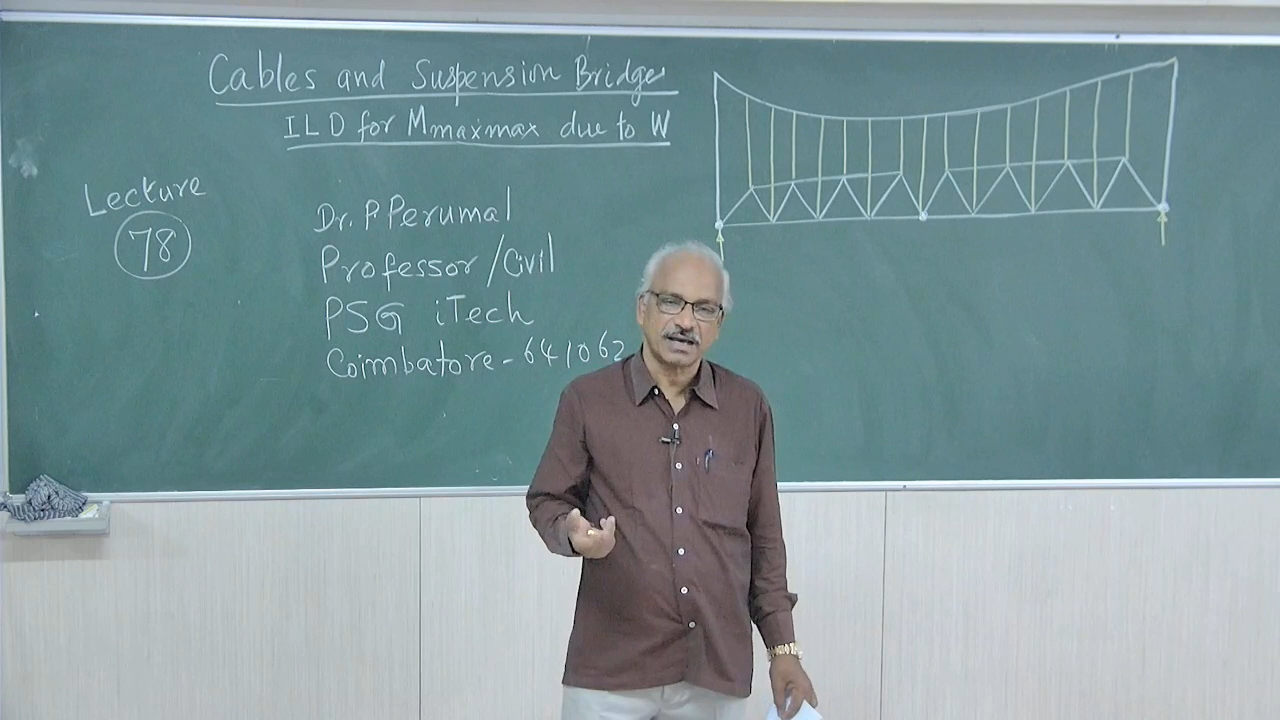 Cables and Suspension Bridges
ILD for Mmaxmax due to W
Lecture
78
Dr. P Perumal
Professor /Civil
PSG iTech
Coimbatore - 641062